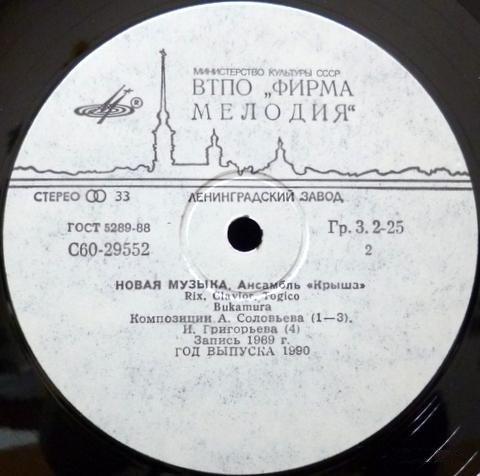 МИНИСТЕРСТВО КУЛЬТУРЫ СССР
ВТПО „ФИРМА
МЕЛОДИЯ“
®
СТЕРЕО 33 ЛЕНИНГРАДСКИЙ ЗАВОД
ГОСТ 5289-88 Гр. 3. 2-25
С60-29552 2
НОВАЯ МУЗЫКА, Ансамбль «Крыша»
Rix, Clavior, Togico
Bukamura
Композиции А. Соловьева (1—3),
И. Григорьева (4)
Запись 1989 г.
ГОД ВЫПУСКА 1990